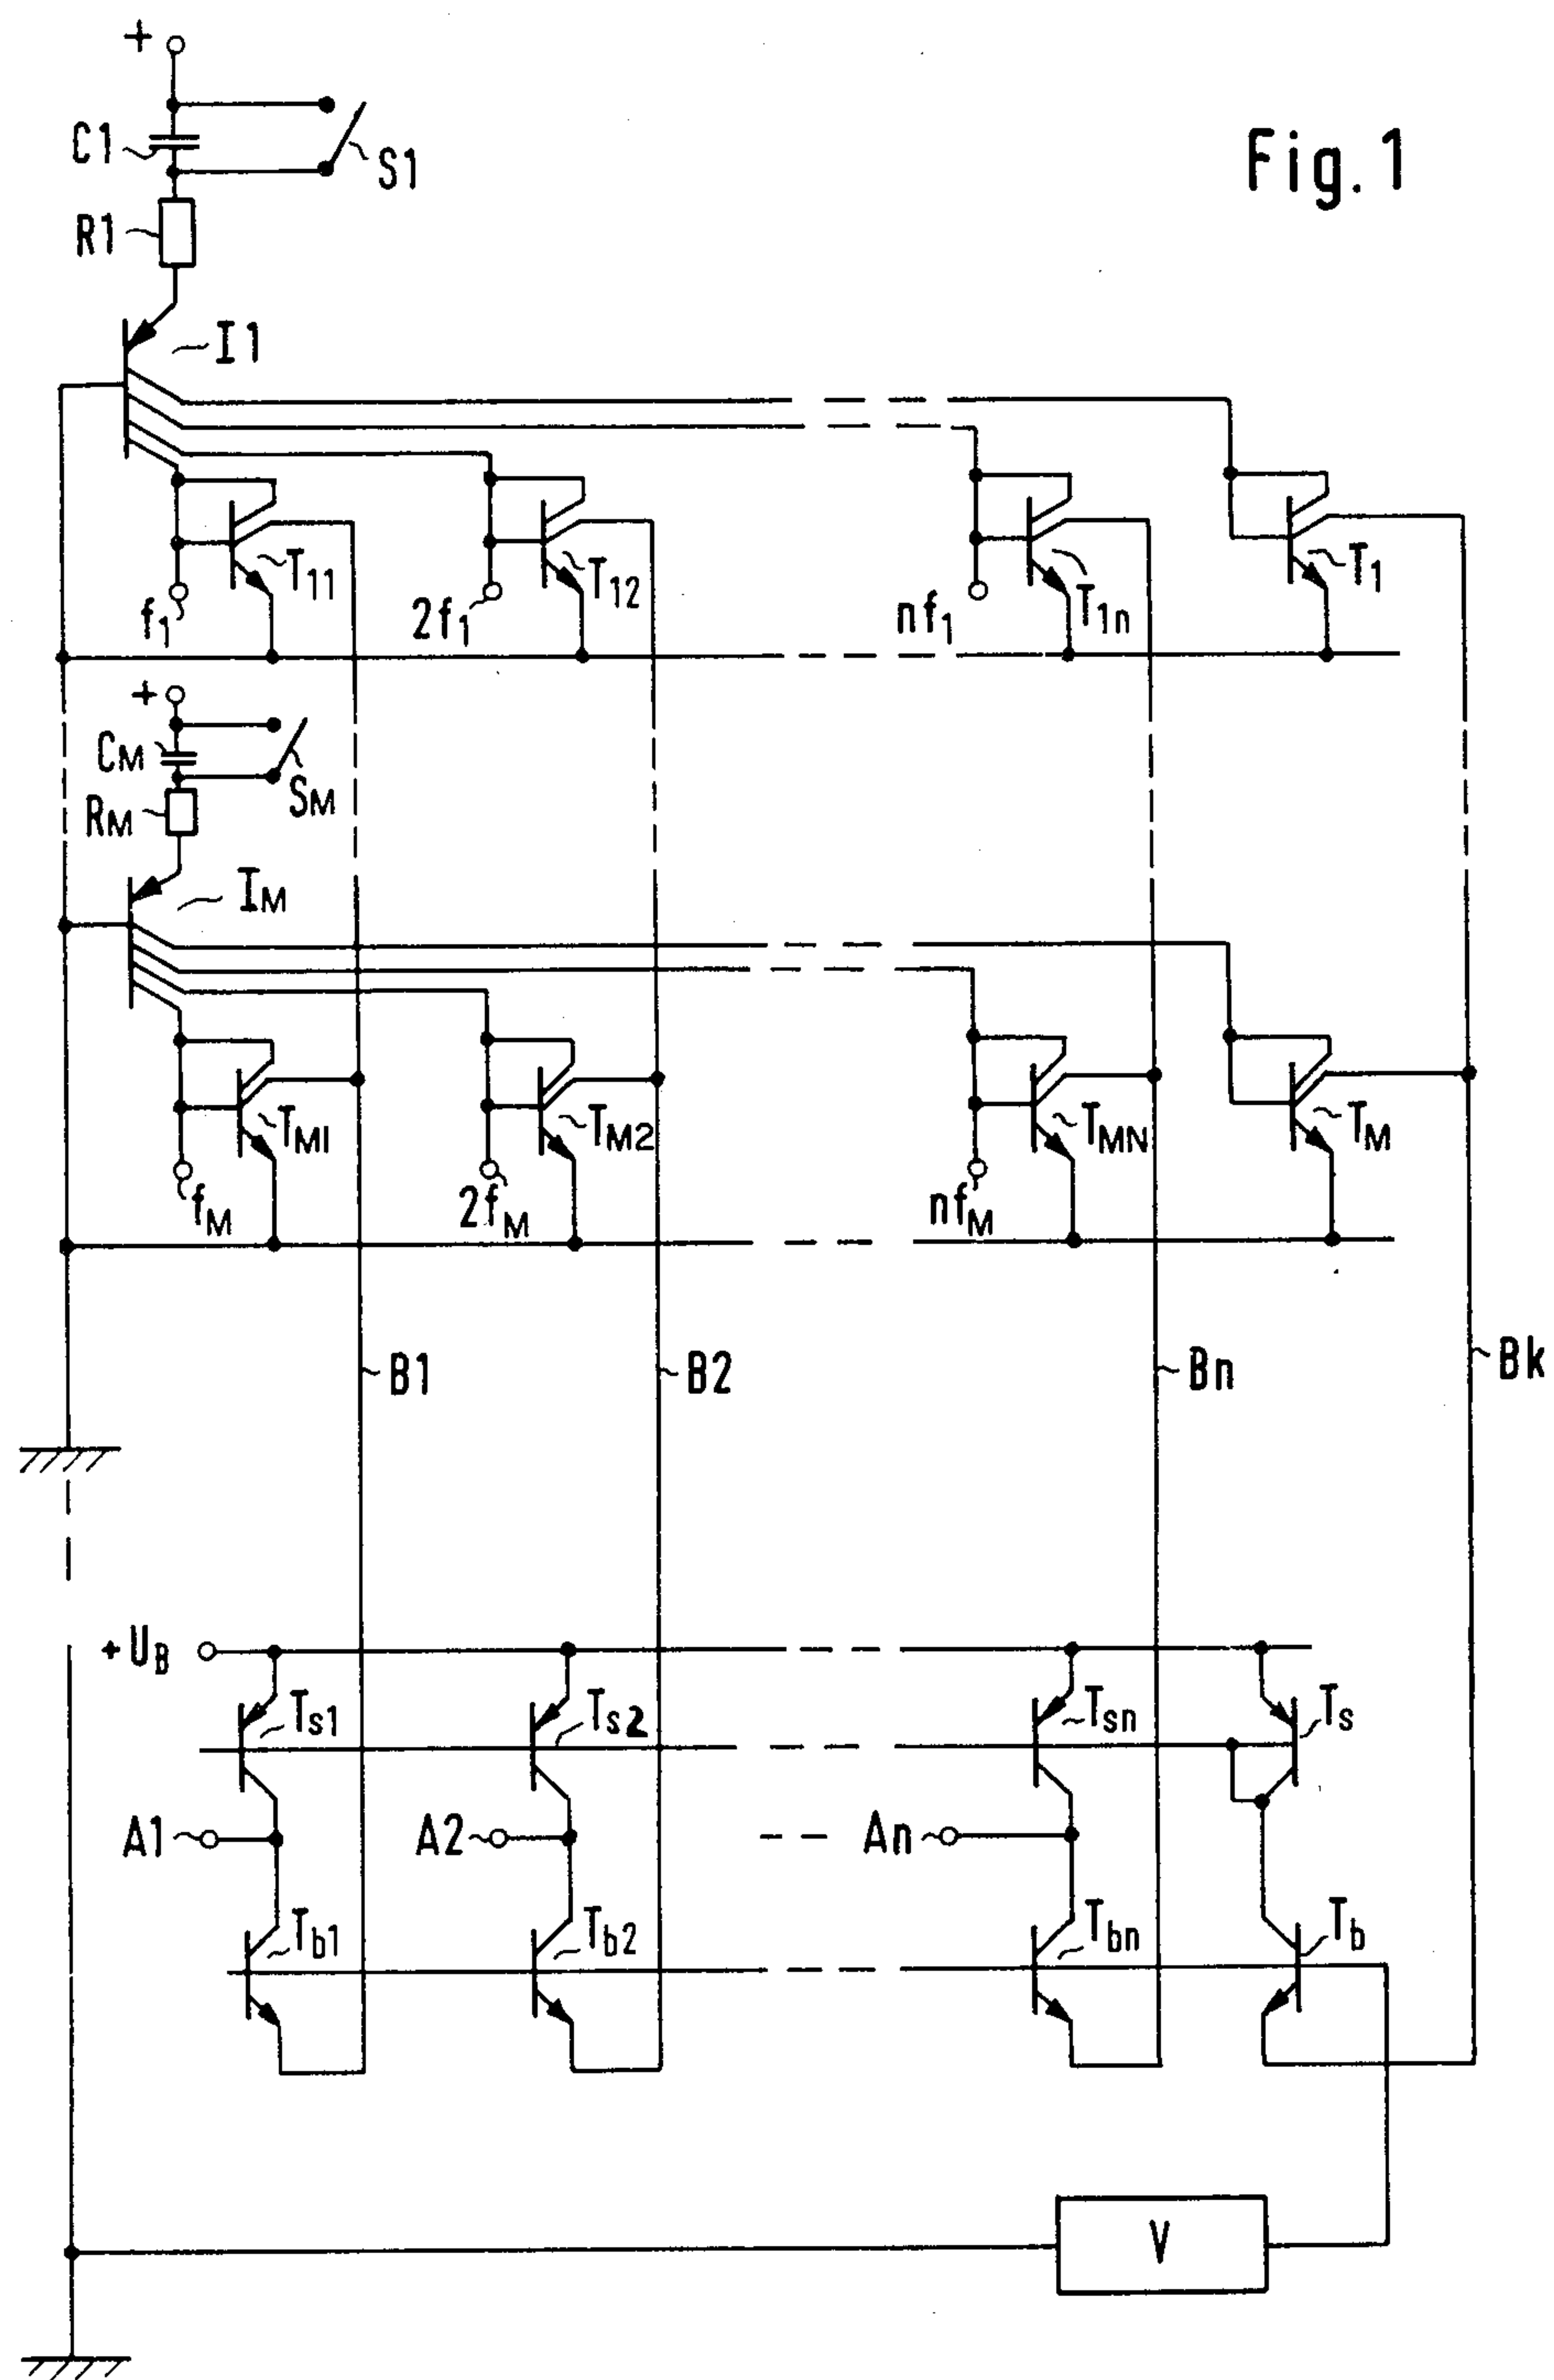 +
C1
S1
Fig. 1
R1
I1
T11
T12
T1n
T1
f1
2f1
nf1
+
CM
SM
RM
IM
TM1
TM2
TMN
TM
fM
2fM
nfM
B1
B2
Bn
Bk
+UB
Ts1
Ts2
Tsn
Ts
A1
A2
An
Tb1
Tb2
Tbn
Tb
V